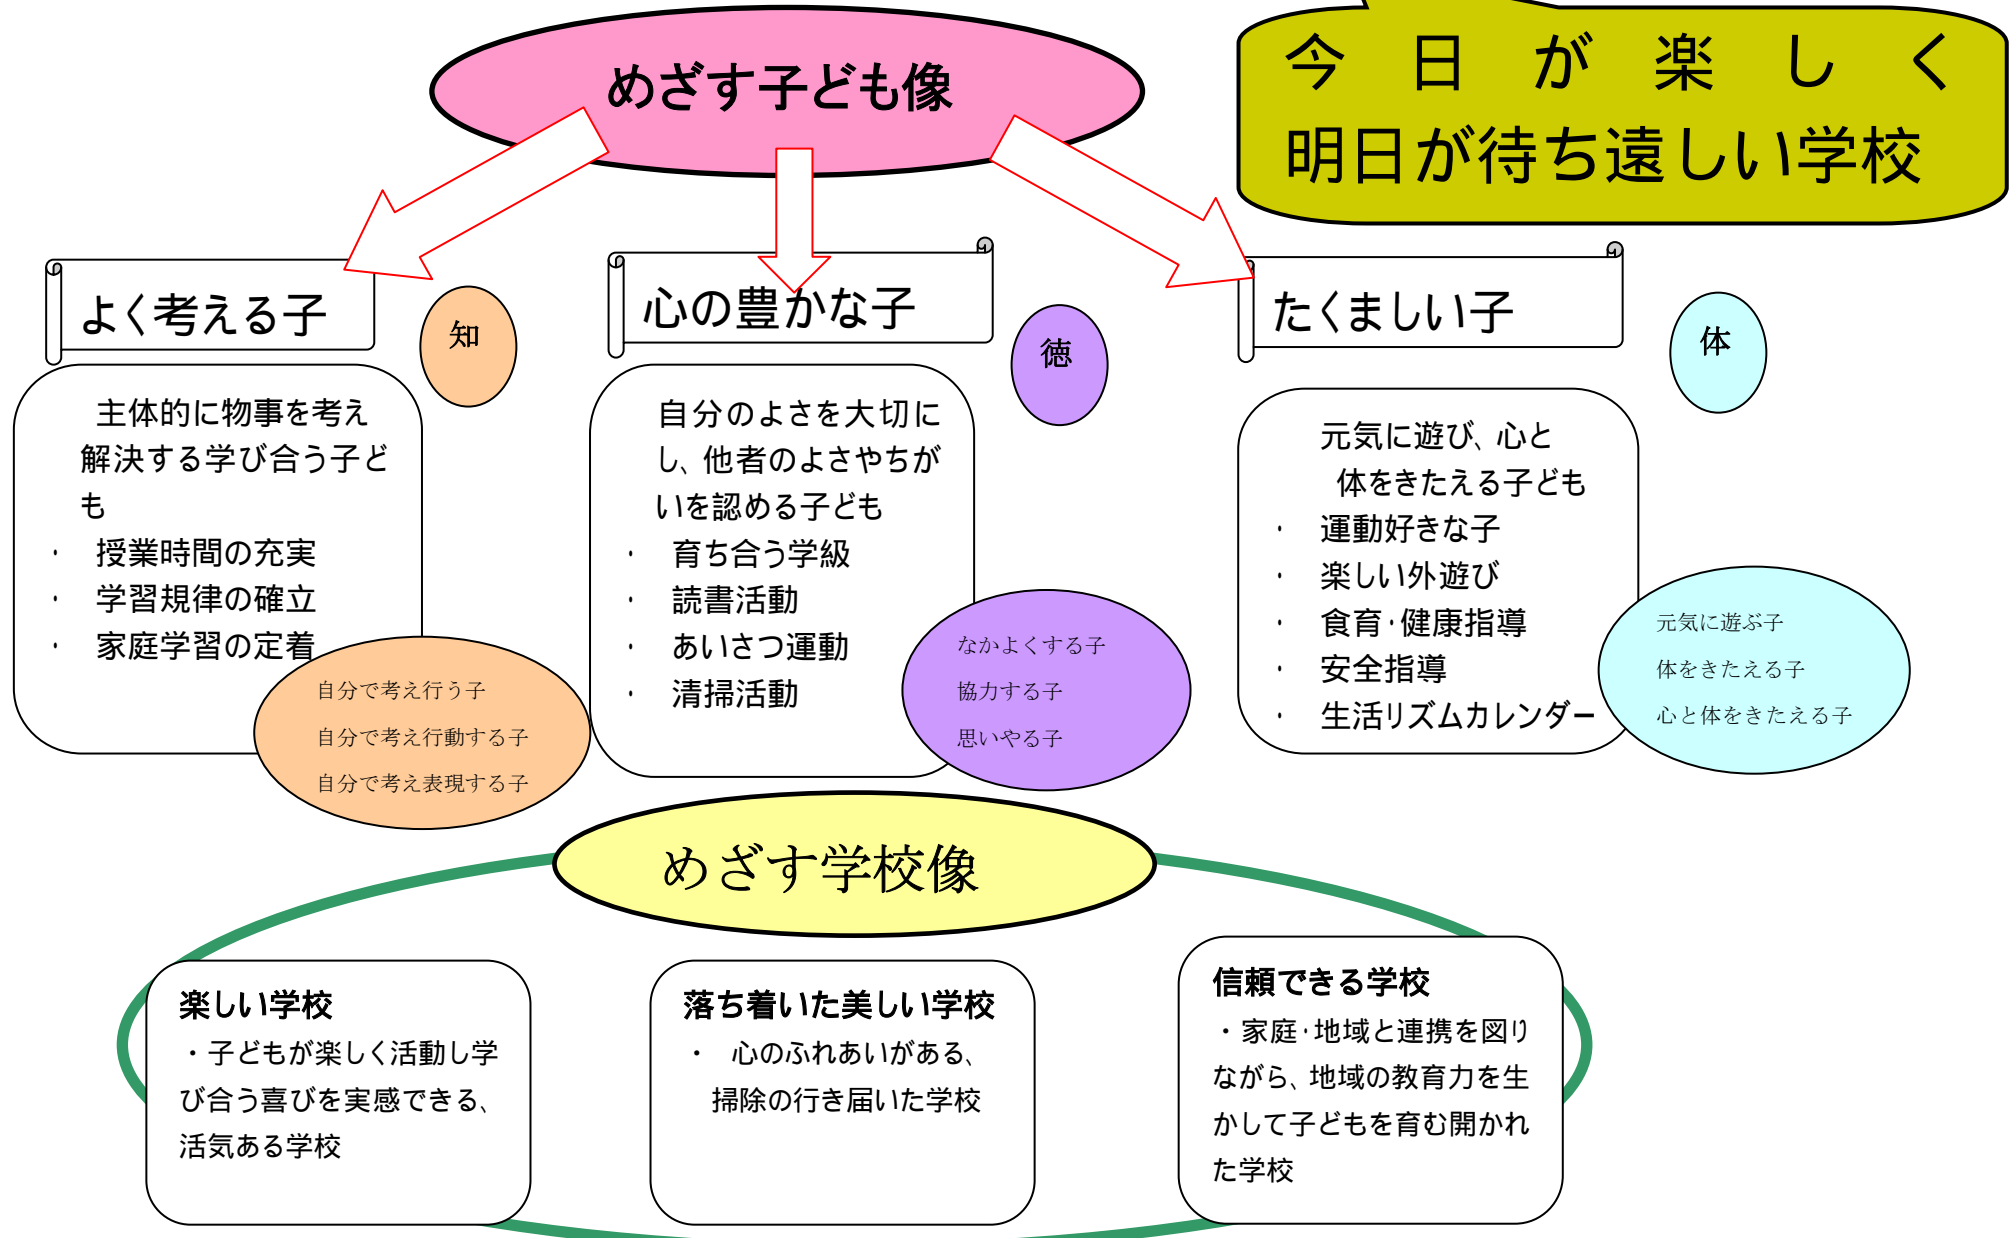 めざす子ども像
今日が楽しく
明日が待ち遠しい学校
よく考える子
知
主体的に物事を考え
解決する学び合う子ど
も
・ 授業時間の充実
・ 学習規律の確立
・ 家庭学習の定着
自分で考え行う子
自分で考え行動する子
自分で考え表現する子
心の豊かな子
徳
自分のよさを大切に
し、他者のよさやちが
いを認める子ども
・ 育ち合う学級
・ 読書活動
・ あいさつ運動
・ 清掃活動
なかよくする子
協力する子
思いやる子
たくましい子
体
元気に遊び、心と
体をきたえる子ども
・ 運動好きな子
・ 楽しい外遊び
・ 食育・健康指導
・ 安全指導
・ 生活リズムカレンダー
元気に遊ぶ子
体をきたえる子
心と体をきたえる子
めざす学校像
楽しい学校
・子どもが楽しく活動し学
び合う喜びを実感できる、
活気ある学校
落ち着いた美しい学校
・ 心のふれあいがある、
掃除の行き届いた学校
信頼できる学校
・家庭・地域と連携を図り
ながら、地域の教育力を生
かして子どもを育む開かれ
た学校